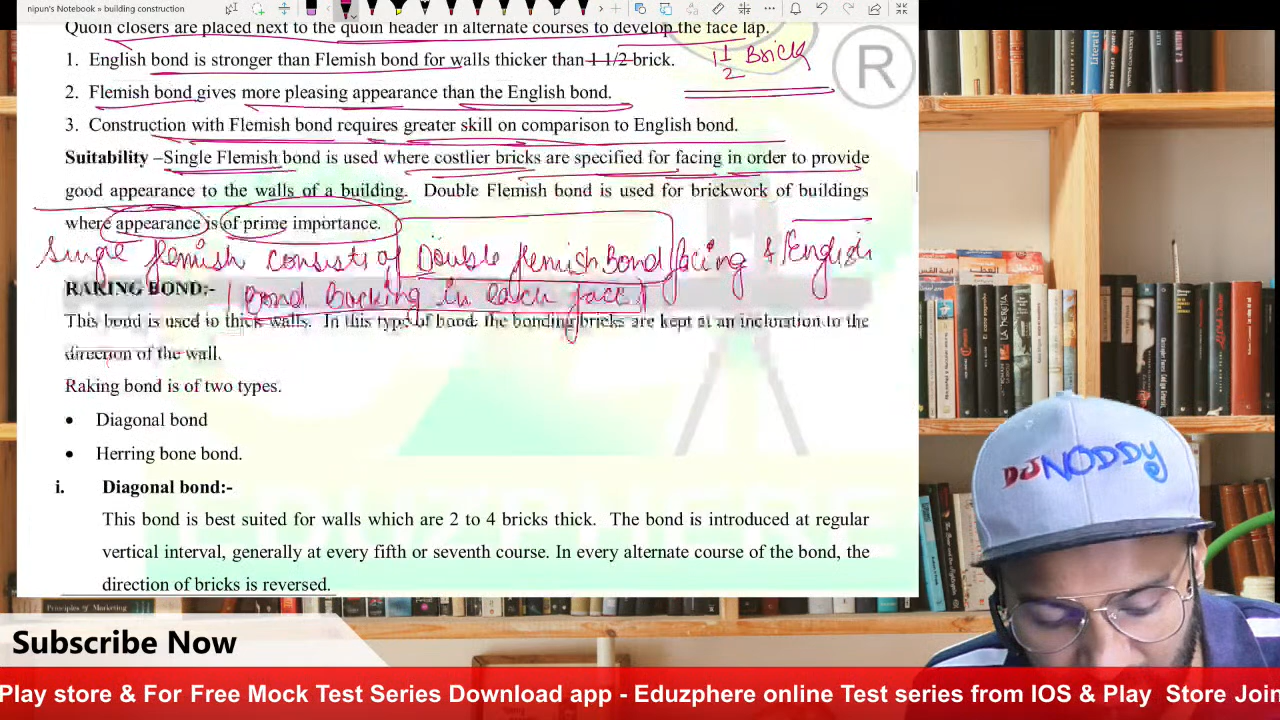 nipun's Notebook » building construction
Quoin closers are placed next to the quoin header in alternate courses to develop the face lap.
1. English bond is stronger than Flemish bond for walls thicker than 1 1/2 brick.
1 1/2 Brick
R
2. Flemish bond gives more pleasing appearance than the English bond.
3. Construction with Flemish bond requires greater skill on comparison to English bond.
Suitability –Single Flemish bond is used where costlier bricks are specified for facing in order to provide
good appearance to the walls of a building. Double Flemish bond is used for brickwork of buildings
where appearance is of prime importance.
Single flemish consists of Double flemish Bond facing & English
RAKING BOND:- bond backing in each face
This bond is used in thick walls. In this type of bond, the bonding bricks are kept at an inclination to the
direction of the wall.
Raking bond is of two types.
• Diagonal bond
• Herring bone bond.
i. Diagonal bond:-
This bond is best suited for walls which are 2 to 4 bricks thick. The bond is introduced at regular
vertical interval, generally at every fifth or seventh course. In every alternate course of the bond, the
direction of bricks is reversed.
DJ NODDY
Principles of Marketing
Subscribe Now
Play store & For Free Mock Test Series Download app - Eduzphere online Test series from IOS & Play Store Join